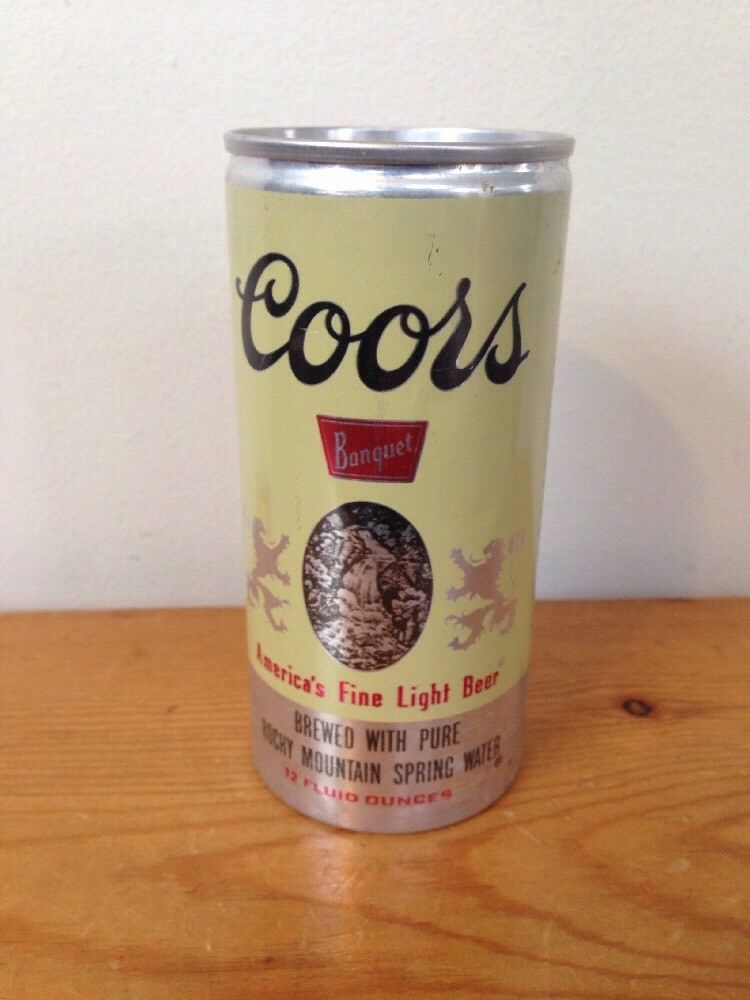 Coors
Banquet
America's Fine Light Beer
BREWED WITH PURE
ROCKY MOUNTAIN SPRING WATER
12 FLUID OUNCES